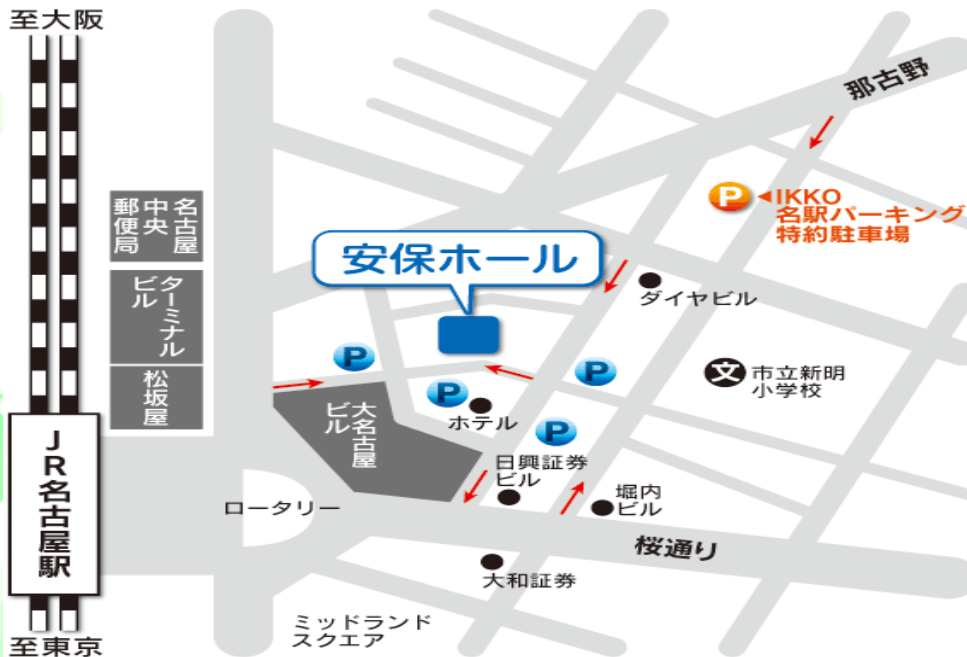 至大阪
那古野
IKKO
名駅パーキング
特約駐車場
P
名古屋
中央
郵便局
安保ホール
ターミナル
ビル
ダイヤビル
松坂屋
P
P
P
文
市立新明
小学校
大名古屋
ビル
ホテル
P
JR名古屋駅
日興証券
ビル
堀内
ビル
ロータリー
桜通り
大和証券
ミッドランド
スクエア
至東京